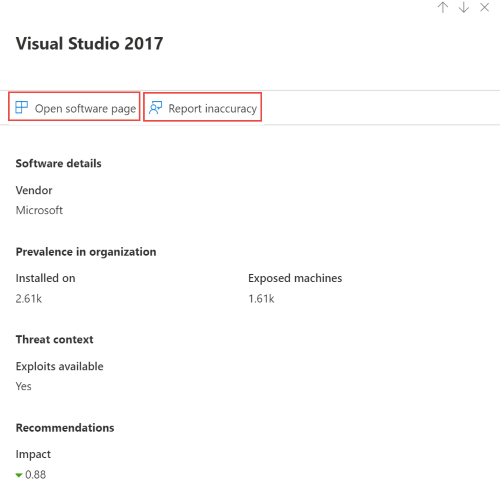 Visual Studio 2017
Open software page Report inaccuracy
Software details
Vendor
Microsoft
Prevalence in organization
Installed on Exposed machines
2.61k 1.61k
Threat context
Exploits available
Yes
Recommendations
Impact
0.88